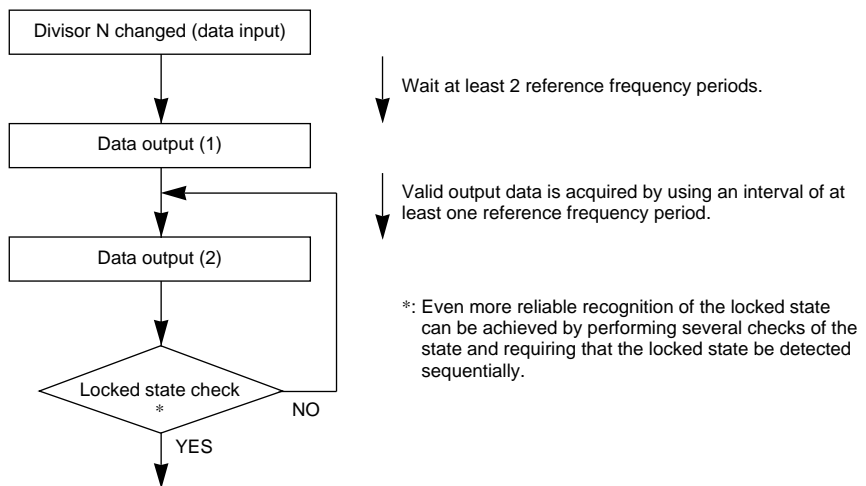 Divisor N changed (data input)
Wait at least 2 reference frequency periods.
Data output (1)
Valid output data is acquired by using an interval of at
least one reference frequency period.
Data output (2)
*: Even more reliable recognition of the locked state
can be achieved by performing several checks of the
state and requiring that the locked state be detected
sequentially.
Locked state check
*
NO
YES